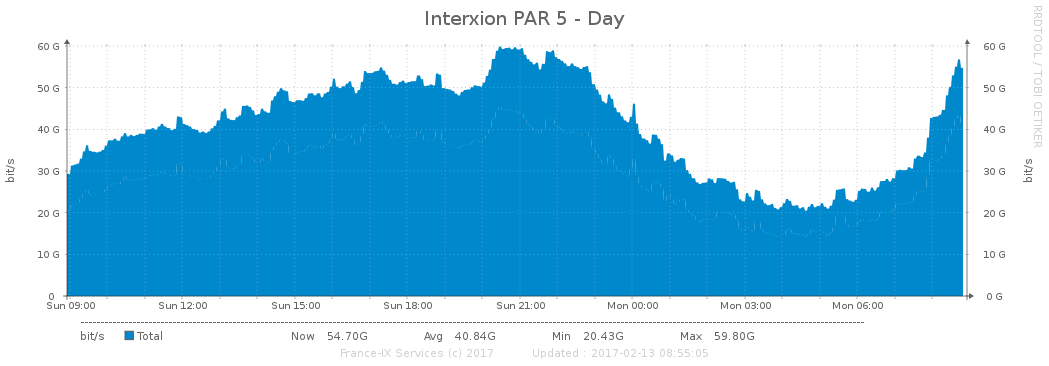 Interxion PAR 5 - Day
RRDTOOL / TOBI OETIKER
60 G 60 G
50 G 50 G
40 G 40 G
30 G 30 G
20 G 20 G
10 G 10 G
0 0 G
bit/s bit/s
Sun 09:00 Sun 12:00 Sun 15:00 Sun 18:00 Sun 21:00 Mon 00:00 Mon 03:00 Mon 06:00
bit/s Total Now 54.70G Avg 40.84G Min 20.43G Max 59.80G
France-IX Services (c) 2017 Updated : 2017-02-13 08:55:05